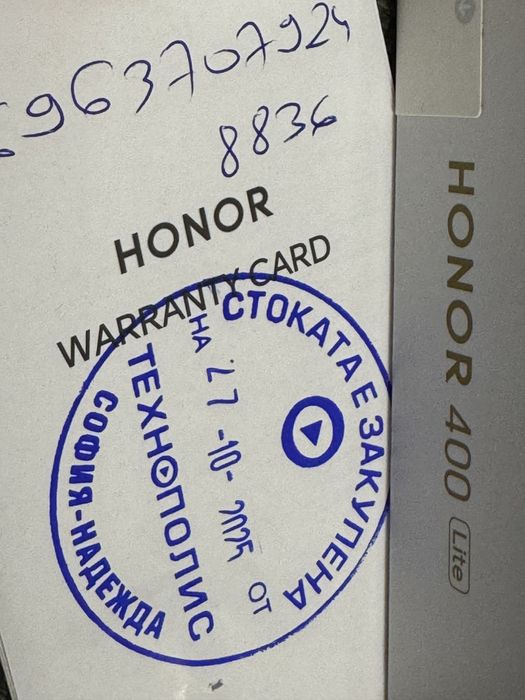 963707924
8836
HONOR
WARRANTY CARD
СТОКАТА Е ЗАКУПЕНА
НА 27-10-2025 ОТ
ТЕХНОПОЛИС
СОФИЯ-НАДЕЖДА
HONOR 400 Lite